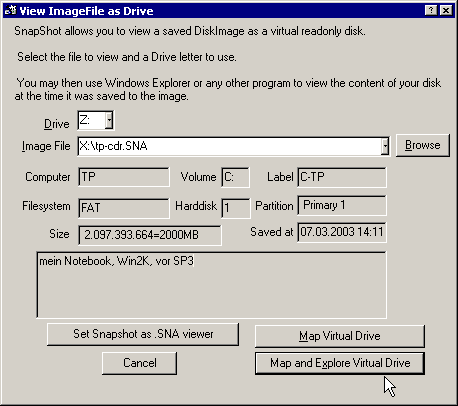 View ImageFile as Drive
SnapShot allows you to view a saved DiskImage as a virtual readonly disk.
Select the file to view and a Drive letter to use.
You may then use Windows Explorer or any other program to view the content of your disk
at the time it was saved to the image.
Drive Z:
Image File X:\tp-cdr.SNA Browse
Computer TP Volume C: Label C-TP
Filesystem FAT Harddisk 1 Partition Primary 1
Size 2.097.393.664=2000MB Saved at 07.03.2003 14:11
mein Notebook, Win2K, vor SP3
Set Snapshot as .SNA viewer Map Virtual Drive
Cancel Map and Explore Virtual Drive